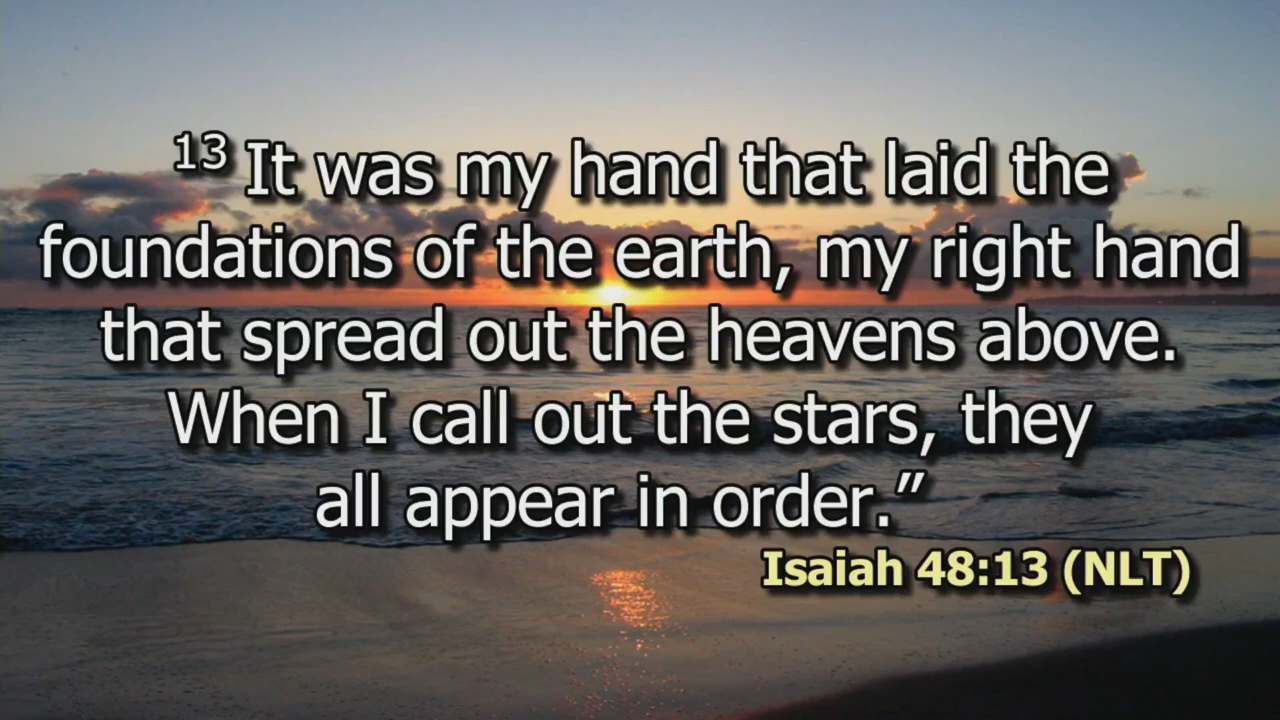 13 It was my hand that laid the
foundations of the earth, my right hand
that spread out the heavens above.
When I call out the stars, they
all appear in order.”
Isaiah 48:13 (NLT)